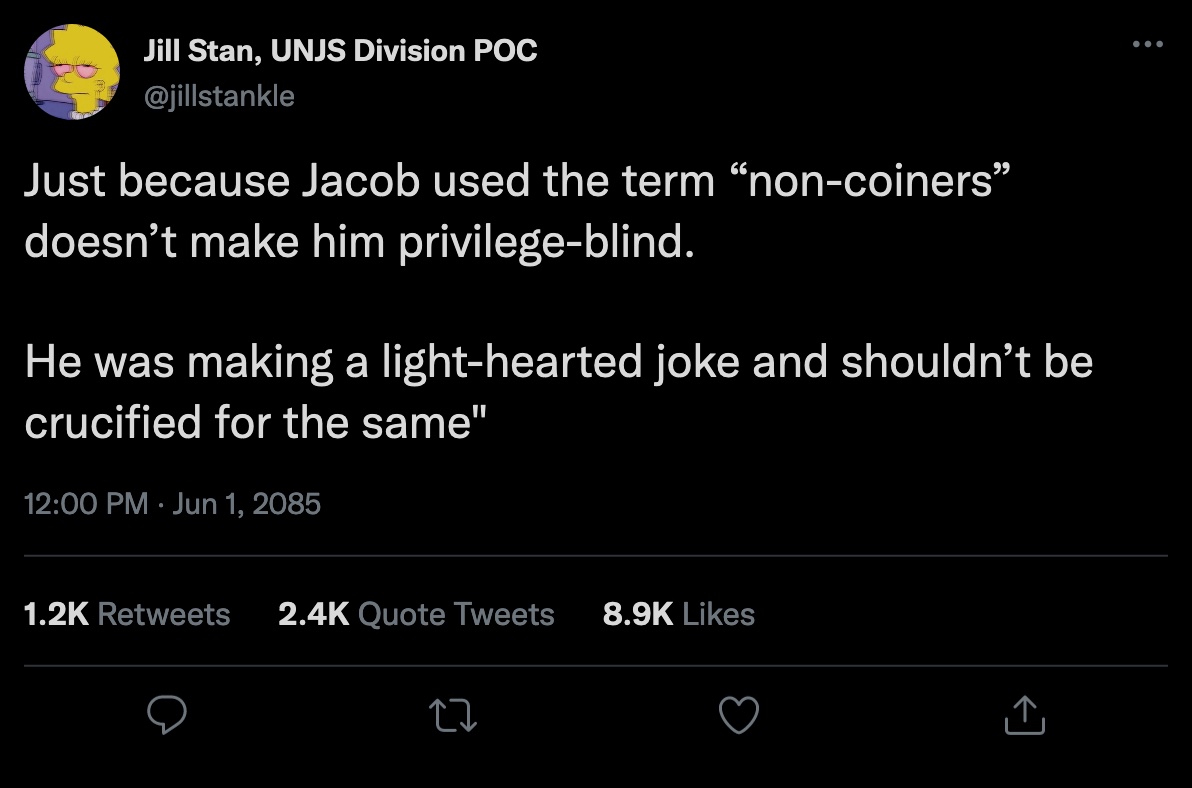 Jill Stan, UNJS Division POC
@jillstankle
Just because Jacob used the term “non-coiners”
doesn’t make him privilege-blind.
He was making a light-hearted joke and shouldn’t be
crucified for the same"
12:00 PM · Jun 1, 2085
1.2K Retweets 2.4K Quote Tweets 8.9K Likes